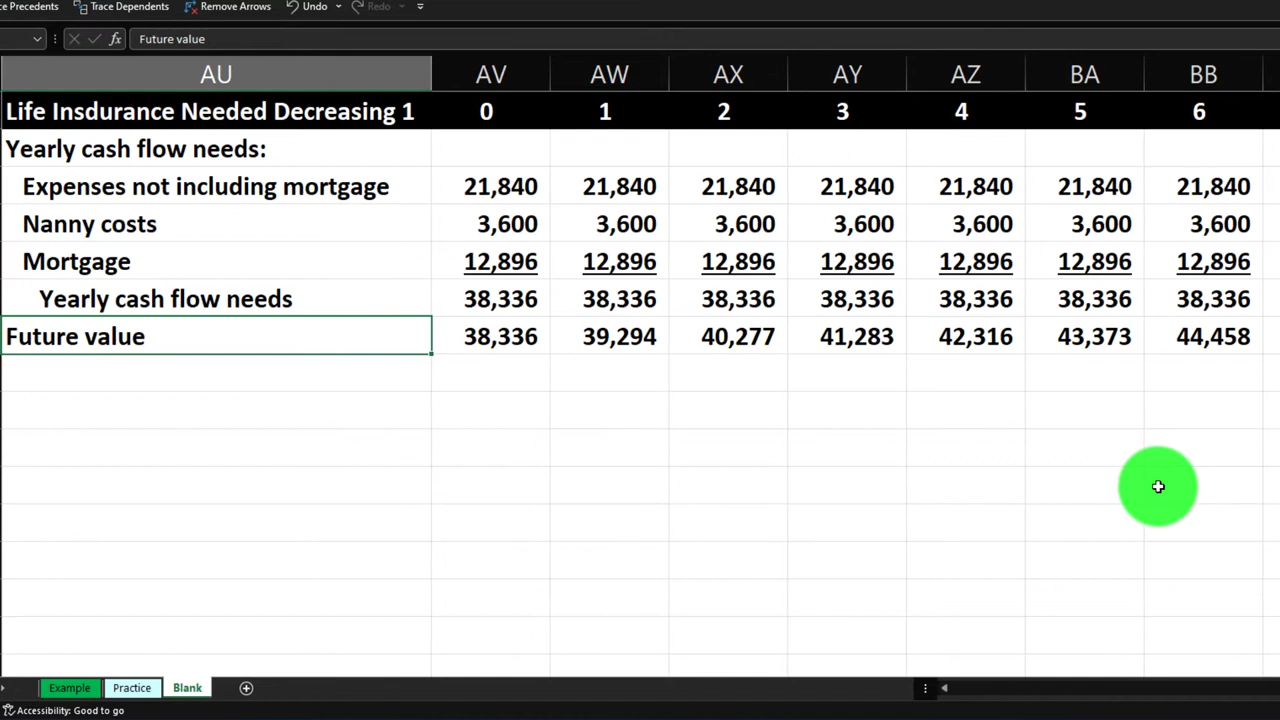 ce Precedents Trace Dependents Remove Arrows Undo Redo
fx Future value
AU AV AW AX AY AZ BA BB
Life Insdurance Needed Decreasing 1 0 1 2 3 4 5 6
Yearly cash flow needs:
Expenses not including mortgage 21,840 21,840 21,840 21,840 21,840 21,840 21,840
Nanny costs 3,600 3,600 3,600 3,600 3,600 3,600 3,600
Mortgage 12,896 12,896 12,896 12,896 12,896 12,896 12,896
Yearly cash flow needs 38,336 38,336 38,336 38,336 38,336 38,336 38,336
Future value 38,336 39,294 40,277 41,283 42,316 43,373 44,458
Example Practice Blank
Accessibility: Good to go